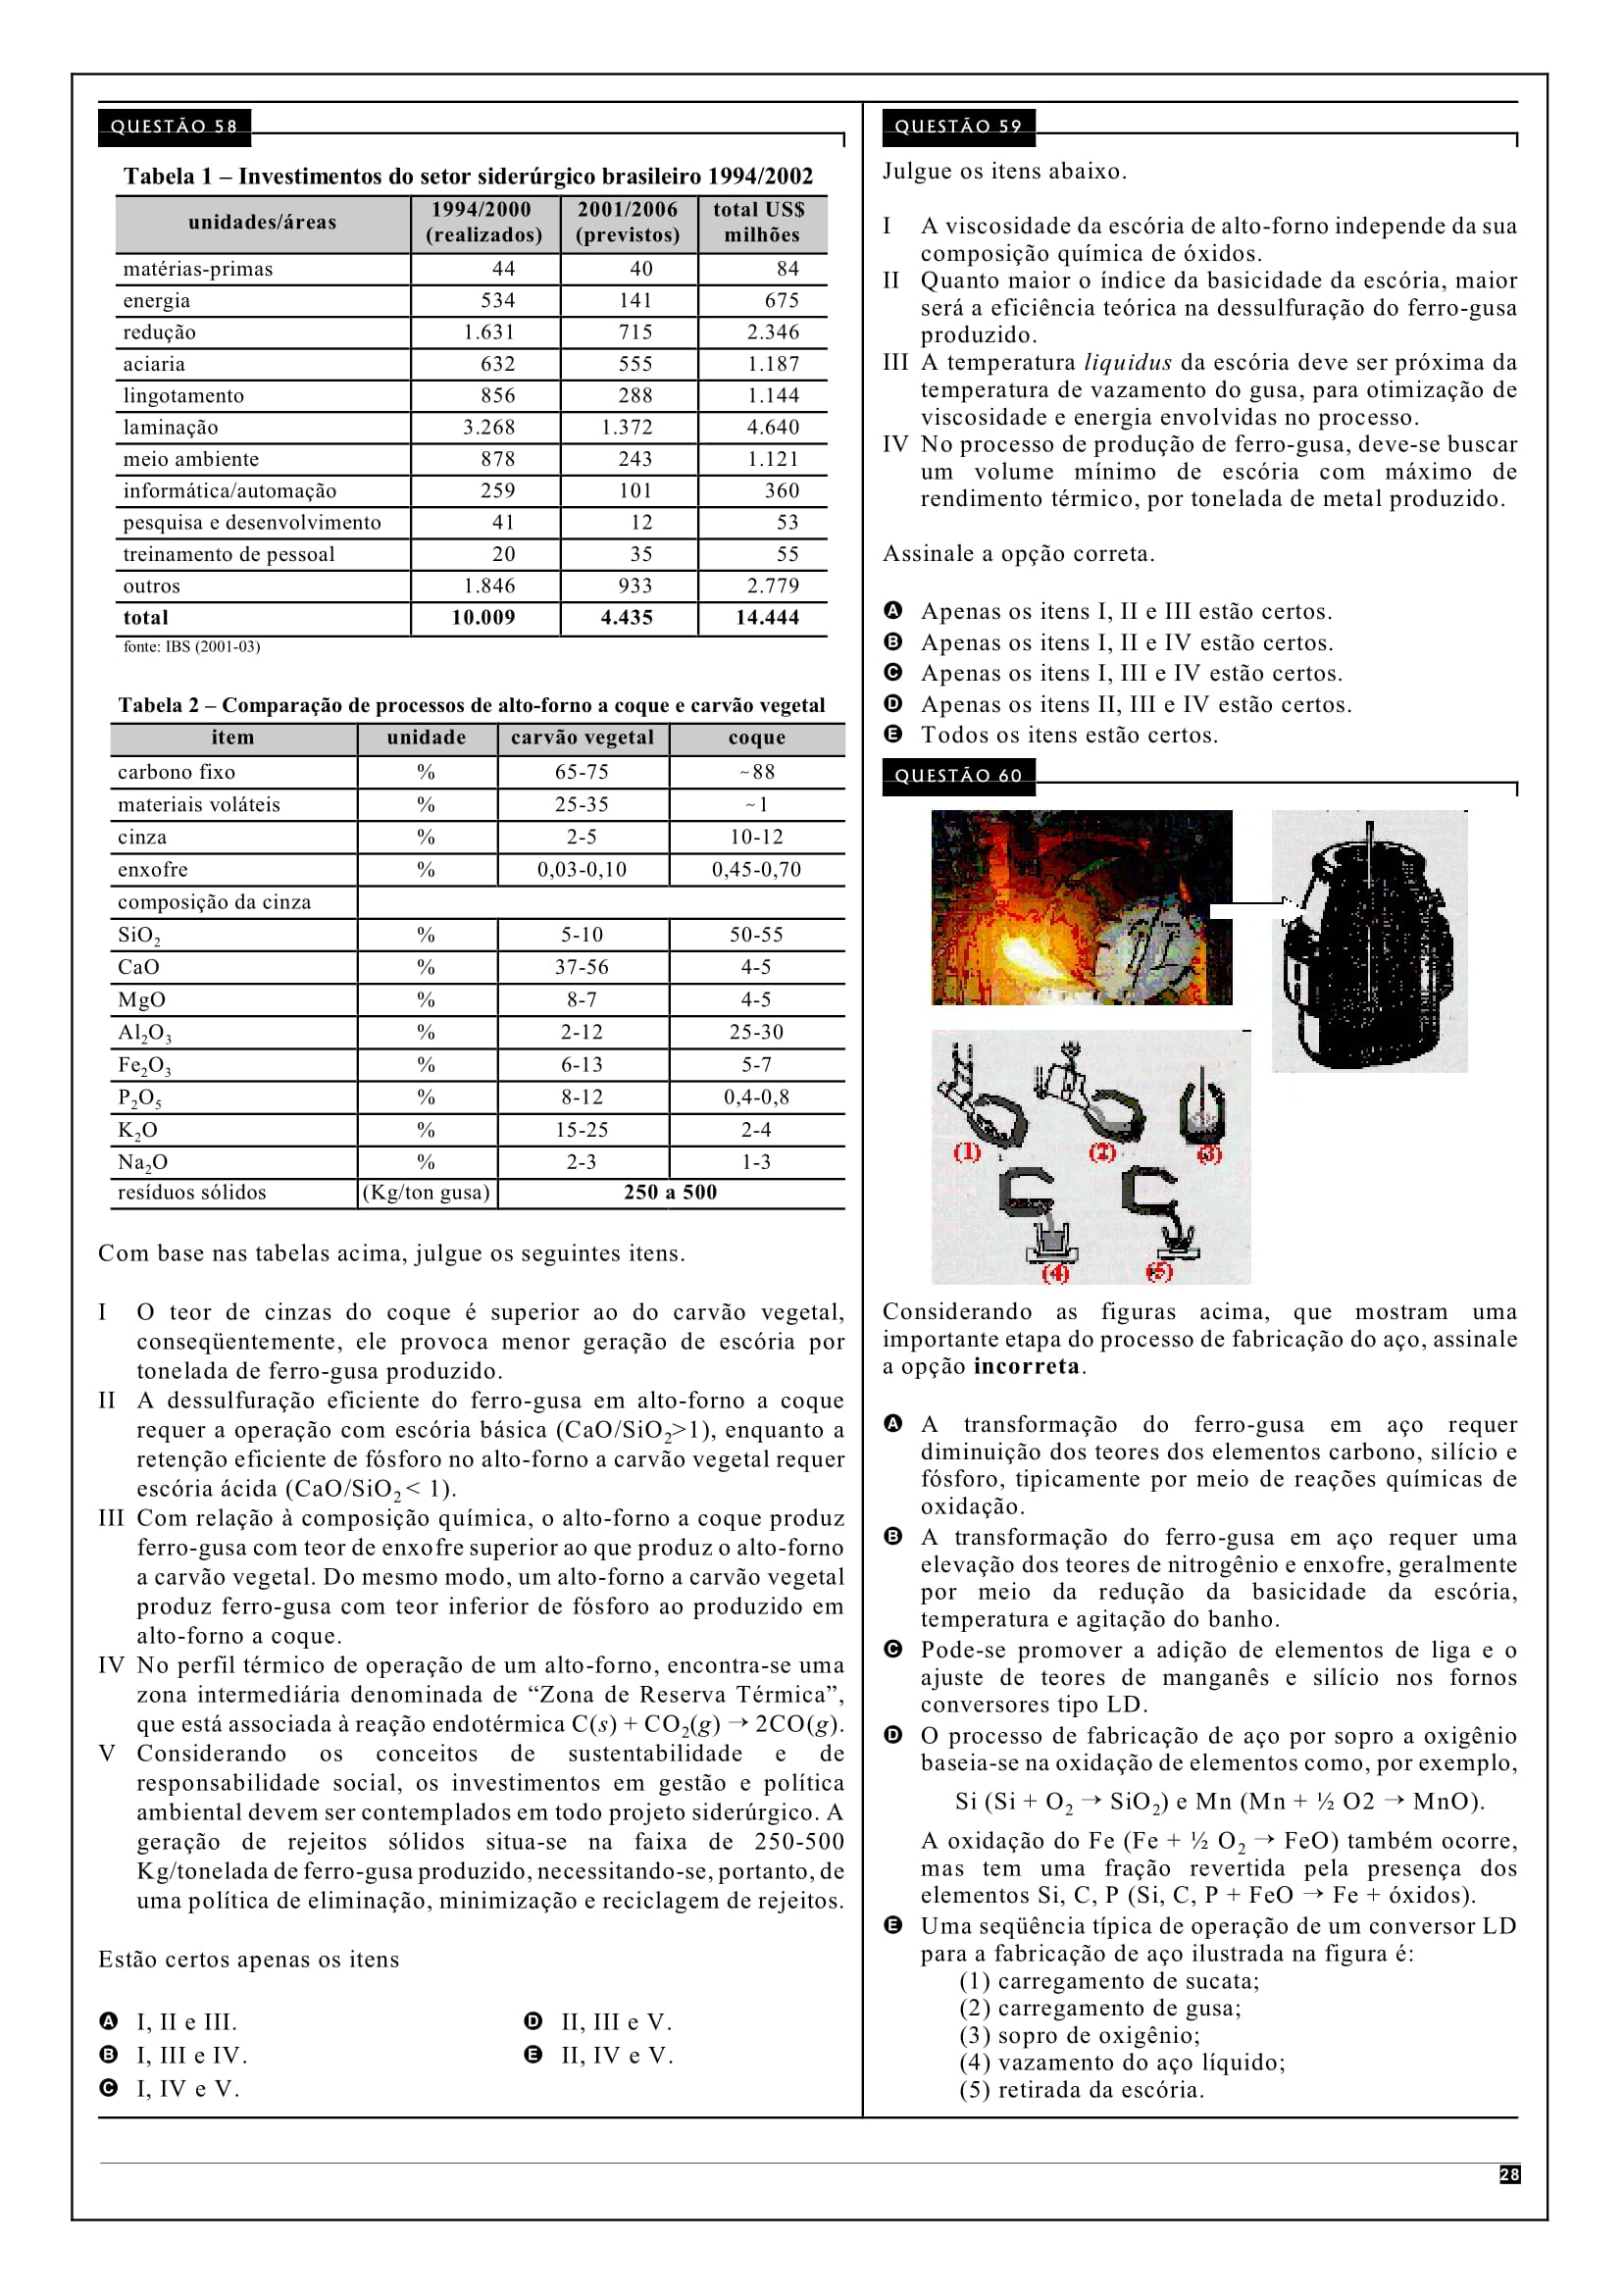 QUESTÃO 58
Tabela 1 – Investimentos do setor siderúrgico brasileiro 1994/2002
unidades/áreas 1994/2000 (realizados) 2001/2006 (previstos) total US$ milhões
matérias-primas 44 40 84
energia 534 141 675
redução 1.631 715 2.346
aciaria 632 555 1.187
lingotamento 856 288 1.144
laminação 3.268 1.372 4.640
meio ambiente 878 243 1.121
informática/automação 259 101 360
pesquisa e desenvolvimento 41 12 53
treinamento de pessoal 20 35 55
outros 1.846 933 2.779
total 10.009 4.435 14.444
fonte: IBS (2001-03)
Tabela 2 – Comparação de processos de alto-forno a coque e carvão vegetal
item unidade carvão vegetal coque
carbono fixo % 65-75 ~88
materiais voláteis % 25-35 ~1
cinza % 2-5 10-12
enxofre % 0,03-0,10 0,45-0,70
composição da cinza
SiO₂ % 5-10 50-55
CaO % 37-56 4-5
MgO % 8-7 4-5
Al₂O₃ % 2-12 25-30
Fe₂O₃ % 6-13 5-7
P₂O₅ % 8-12 0,4-0,8
K₂O % 15-25 2-4
Na₂O % 2-3 1-3
resíduos sólidos (Kg/ton gusa) 250 a 500
Com base nas tabelas acima, julgue os seguintes itens.
I O teor de cinzas do coque é superior ao do carvão vegetal,
conseqüentemente, ele provoca menor geração de escória por
tonelada de ferro-gusa produzido.
II A dessulfuração eficiente do ferro-gusa em alto-forno a coque
requer a operação com escória básica (CaO/SiO₂>1), enquanto a
retenção eficiente de fósforo no alto-forno a carvão vegetal requer
escória ácida (CaO/SiO₂ < 1).
III Com relação à composição química, o alto-forno a coque produz
ferro-gusa com teor de enxofre superior ao que produz o alto-forno
a carvão vegetal. Do mesmo modo, um alto-forno a carvão vegetal
produz ferro-gusa com teor inferior de fósforo ao produzido em
alto-forno a coque.
IV No perfil térmico de operação de um alto-forno, encontra-se uma
zona intermediária denominada de “Zona de Reserva Térmica”,
que está associada à reação endotérmica C(s) + CO₂(g) → 2CO(g).
V Considerando os conceitos de sustentabilidade e de
responsabilidade social, os investimentos em gestão e política
ambiental devem ser contemplados em todo projeto siderúrgico. A
geração de rejeitos sólidos situa-se na faixa de 250-500
Kg/tonelada de ferro-gusa produzido, necessitando-se, portanto, de
uma política de eliminação, minimização e reciclagem de rejeitos.
Estão certos apenas os itens
A I, II e III.
B I, III e IV.
C I, IV e V.
D II, III e V.
E II, IV e V.
QUESTÃO 59
Julgue os itens abaixo.
I A viscosidade da escória de alto-forno independe da sua
composição química de óxidos.
II Quanto maior o índice da basicidade da escória, maior
será a eficiência teórica na dessulfuração do ferro-gusa
produzido.
III A temperatura liquidus da escória deve ser próxima da
temperatura de vazamento do gusa, para otimização de
viscosidade e energia envolvidas no processo.
IV No processo de produção de ferro-gusa, deve-se buscar
um volume mínimo de escória com máximo de
rendimento térmico, por tonelada de metal produzido.
Assinale a opção correta.
A Apenas os itens I, II e III estão certos.
B Apenas os itens I, II e IV estão certos.
C Apenas os itens I, III e IV estão certos.
D Apenas os itens II, III e IV estão certos.
E Todos os itens estão certos.
QUESTÃO 60
(1) (2) (3)
(4) (5)
Considerando as figuras acima, que mostram uma
importante etapa do processo de fabricação do aço, assinale
a opção incorreta.
A A transformação do ferro-gusa em aço requer
diminuição dos teores dos elementos carbono, silício e
fósforo, tipicamente por meio de reações químicas de
oxidação.
B A transformação do ferro-gusa em aço requer uma
elevação dos teores de nitrogênio e enxofre, geralmente
por meio da redução da basicidade da escória,
temperatura e agitação do banho.
C Pode-se promover a adição de elementos de liga e o
ajuste de teores de manganês e silício nos fornos
conversores tipo LD.
D O processo de fabricação de aço por sopro a oxigênio
baseia-se na oxidação de elementos como, por exemplo,
Si (Si + O₂ → SiO₂) e Mn (Mn + ½ O2 → MnO).
A oxidação do Fe (Fe + ½ O₂ → FeO) também ocorre,
mas tem uma fração revertida pela presença dos
elementos Si, C, P (Si, C, P + FeO → Fe + óxidos).
E Uma seqüência típica de operação de um conversor LD
para a fabricação de aço ilustrada na figura é:
(1) carregamento de sucata;
(2) carregamento de gusa;
(3) sopro de oxigênio;
(4) vazamento do aço líquido;
(5) retirada da escória.
28